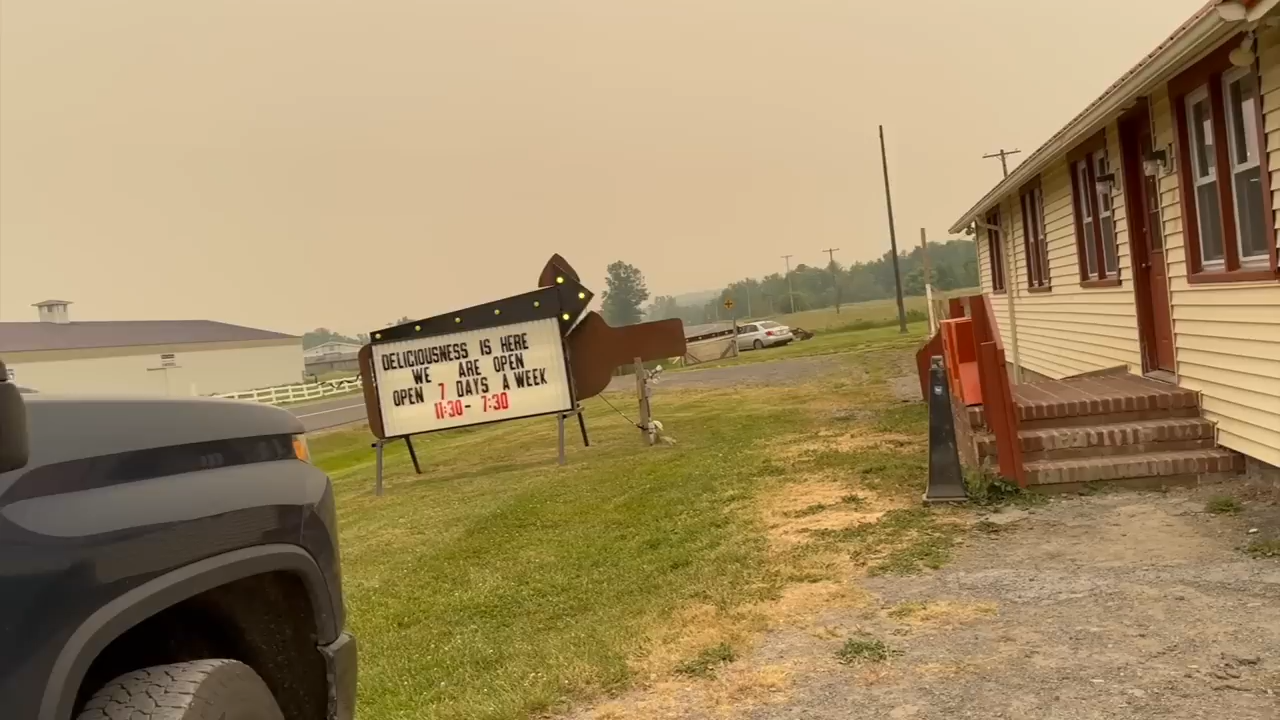 DELICIOUSNESS IS HERE
WE ARE OPEN
OPEN 7 DAYS A WEEK
11:30- 7:30